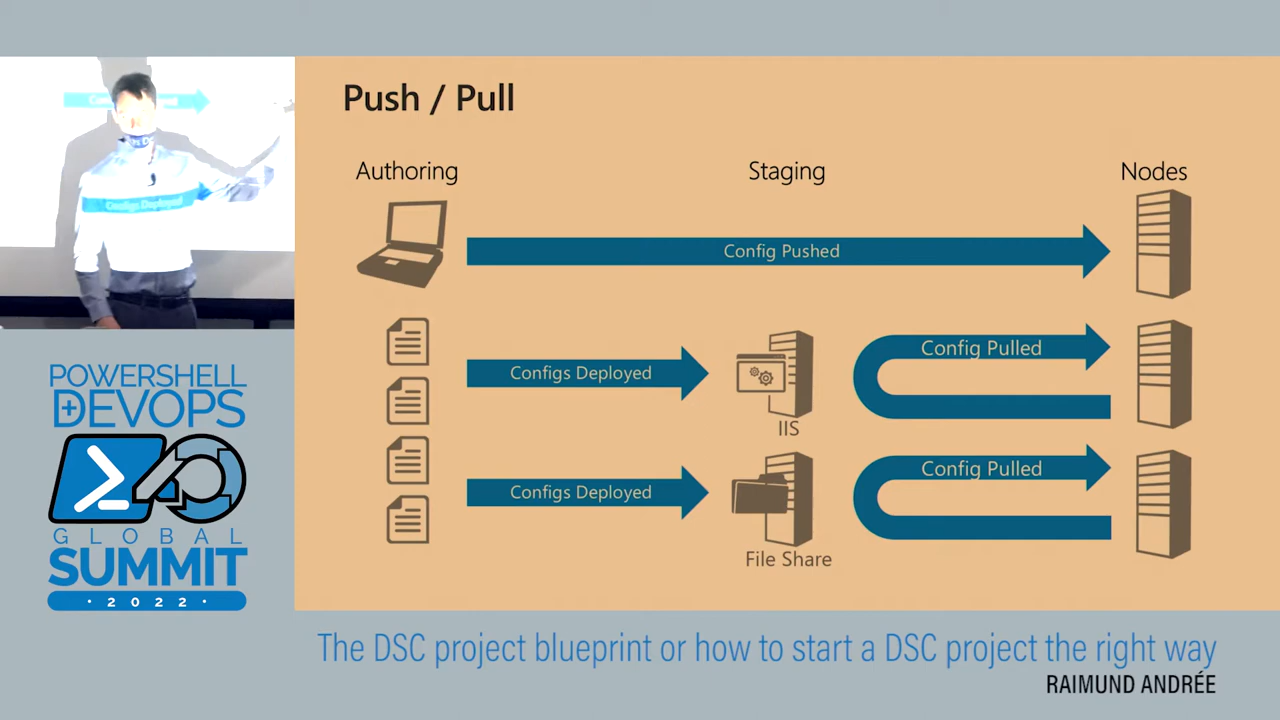 Push / Pull
Authoring
Staging
Nodes
Config Pushed
Configs Deployed
Config Pulled
IIS
Configs Deployed
Config Pulled
File Share
Configs Deployed
POWERSHELL
+DEVOPS
GLOBAL
SUMMIT
· 2022 ·
The DSC project blueprint or how to start a DSC project the right way
RAIMUND ANDRÉE